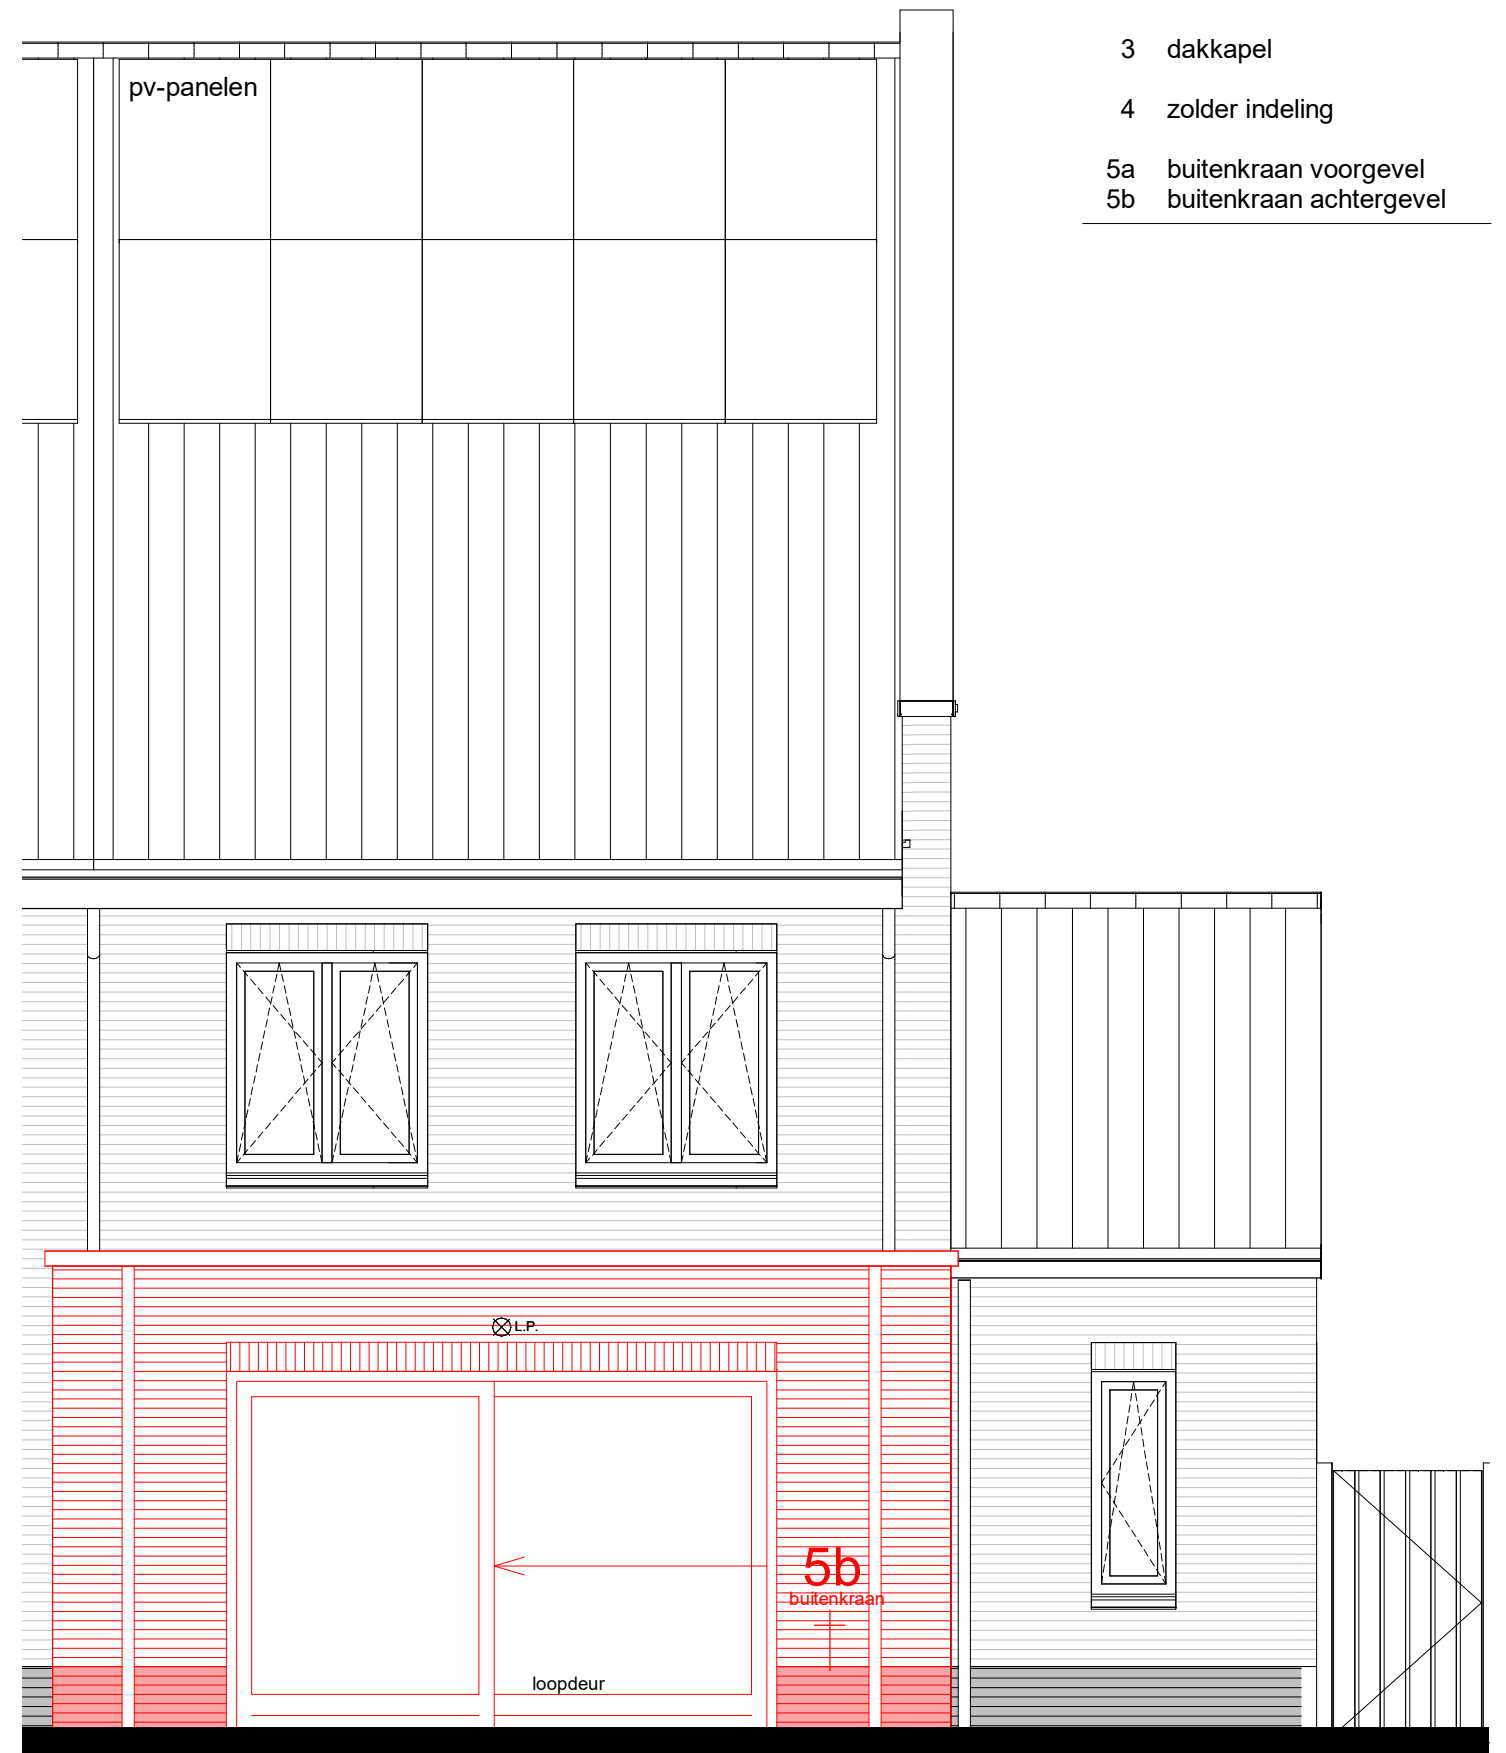 3 dakkapel
4 zolder indeling
5a buitenkraan voorgevel
5b buitenkraan achtergevel
pv-panelen
L.P.
5b
buitenkraan
loopdeur